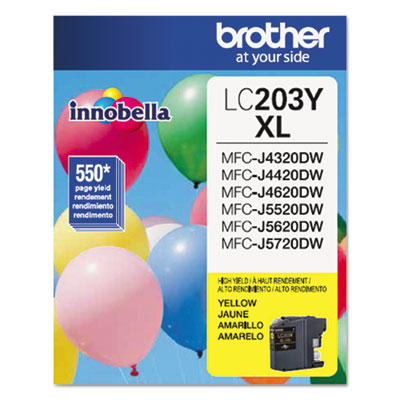 brother
at your side
LC203Y
XL
innobella
550*
page yield
rendement
rendimiento
rendimento
MFC-J4320DW
MFC-J4420DW
MFC-J4620DW
MFC-J5520DW
MFC-J5620DW
MFC-J5720DW
HIGH YIELD / À HAUT RENDEMENT /
ALTO RENDIMIENTO / ALTO RENDIMENTO
YELLOW
JAUNE
AMARILLO
AMARELO